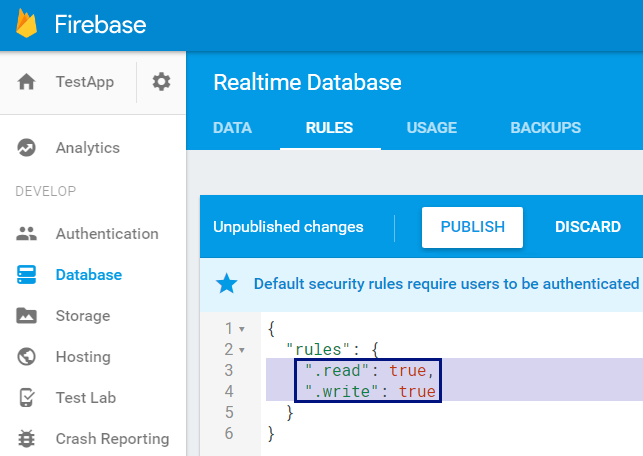 Firebase
TestApp
Realtime Database
DATA RULES USAGE BACKUPS
Analytics
DEVELOP
Authentication
Database
Storage
Hosting
Test Lab
Crash Reporting
Unpublished changes PUBLISH DISCARD
Default security rules require users to be authenticated
1 {
2 "rules": {
3 ".read": true,
4 ".write": true
5 }
6 }